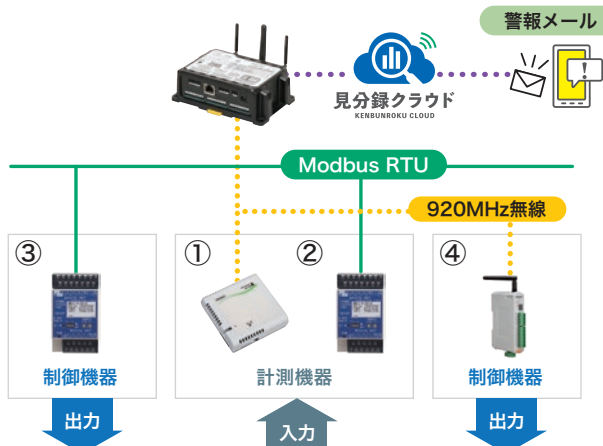 警報メール
見分録クラウド
KENBUNROKU CLOUD
Modbus RTU
920MHz無線
③
①
②
④
制御機器
計測機器
制御機器
出力
入力
出力